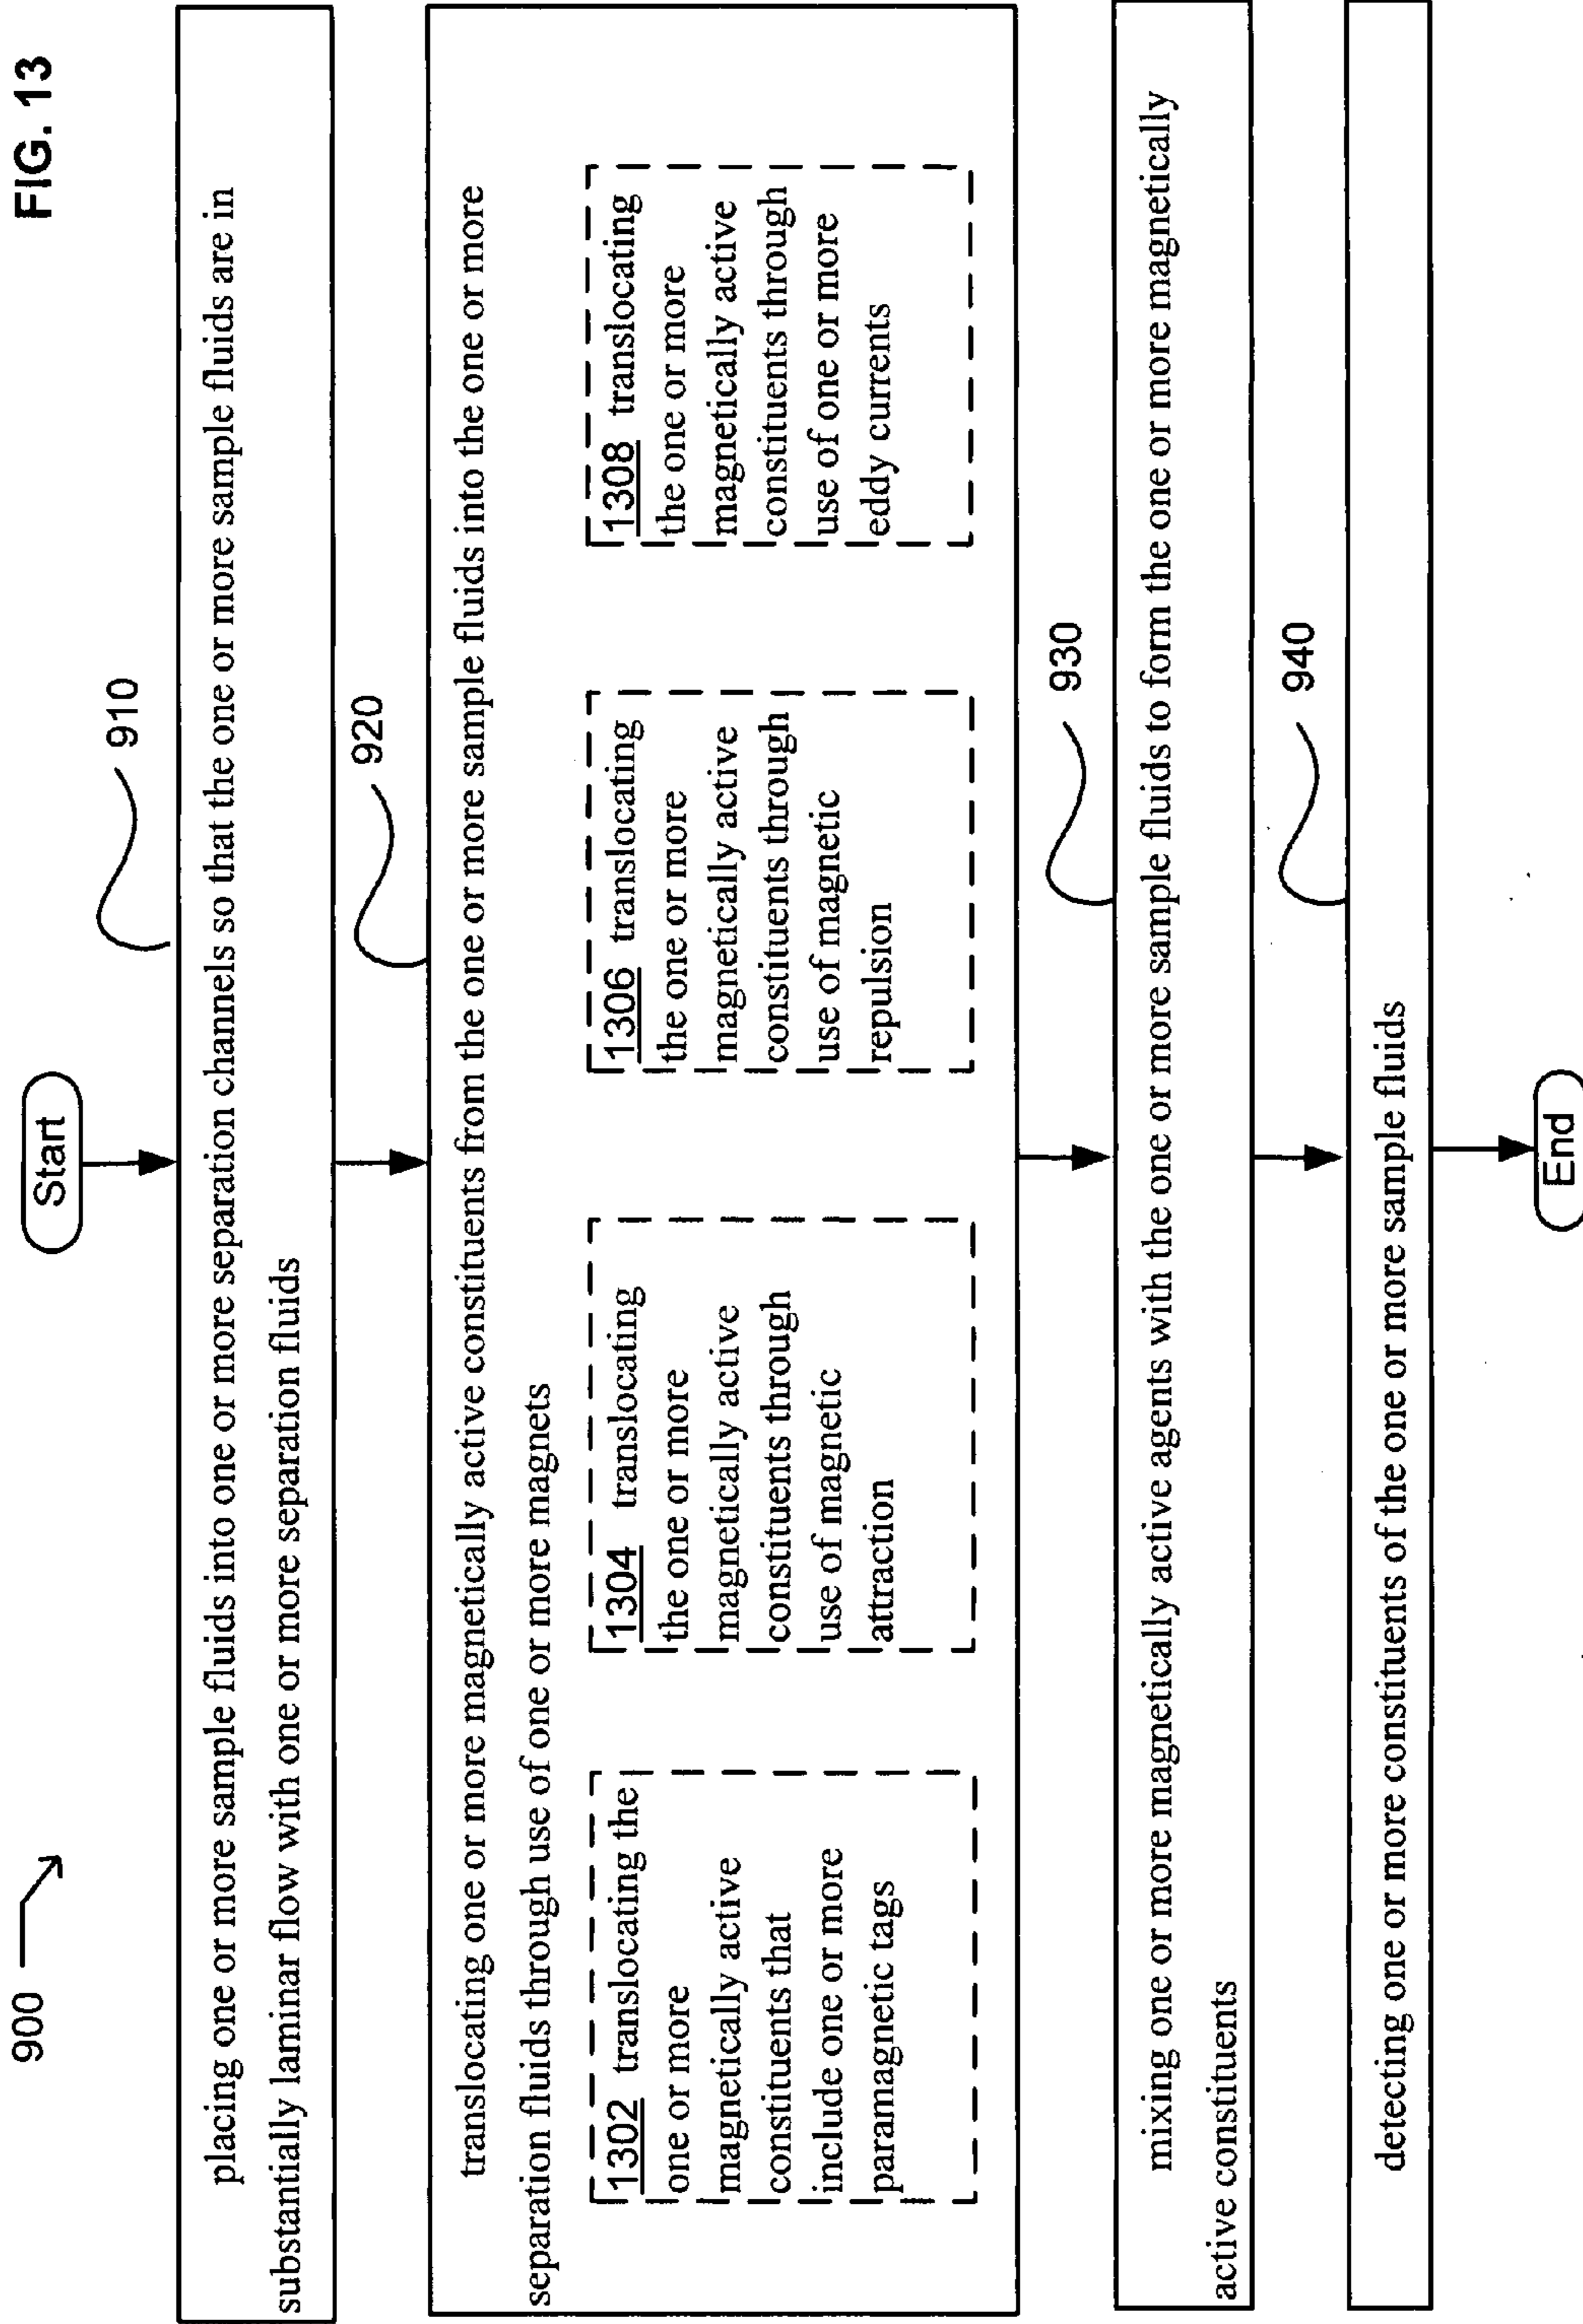 FIG. 13
900
Start
910
placing one or more sample fluids into one or more separation channels so that the one or more sample fluids are in
substantially laminar flow with one or more separation fluids
920
translocating one or more magnetically active constituents from the one or more sample fluids into the one or more
separation fluids through use of one or more magnets
1302 translocating the
one or more
magnetically active
constituents that
include one or more
paramagnetic tags
1304 translocating
the one or more
magnetically active
constituents through
use of magnetic
attraction
1306 translocating
the one or more
magnetically active
constituents through
use of magnetic
repulsion
1308 translocating
the one or more
magnetically active
constituents through
use of one or more
eddy currents
930
mixing one or more magnetically active agents with the one or more sample fluids to form the one or more magnetically
active constituents
940
detecting one or more constituents of the one or more sample fluids
End